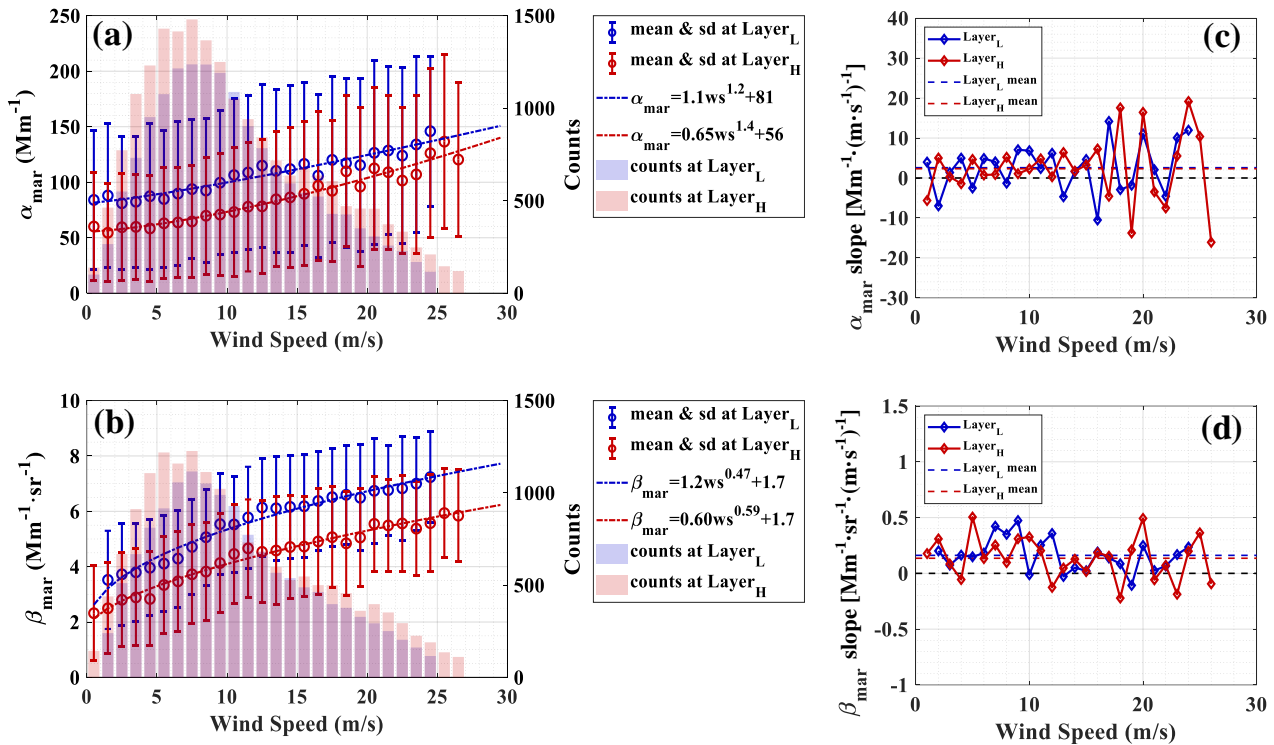 (a)
250
200
150
100
50
0
α_mar (Mm^-1)
1500
1000
500
0
Counts
0 5 10 15 20 25 30
Wind Speed (m/s)
mean & sd at Layer_L
mean & sd at Layer_H
α_mar=1.1ws^1.2+81
α_mar=0.65ws^1.4+56
counts at Layer_L
counts at Layer_H
(c)
40
30
20
10
0
-10
-20
-30
α_mar slope [Mm^-1·(m·s^-1)^-1]
Layer_L
Layer_H
Layer_L mean
Layer_H mean
0 10 20 30
Wind Speed (m/s)
(b)
10
8
6
4
2
0
β_mar (Mm^-1·sr^-1)
1500
1000
500
0
Counts
0 5 10 15 20 25 30
Wind Speed (m/s)
mean & sd at Layer_L
mean & sd at Layer_H
β_mar=1.2ws^0.47+1.7
β_mar=0.60ws^0.59+1.7
counts at Layer_L
counts at Layer_H
(d)
1.5
1
0.5
0
-0.5
-1
β_mar slope [Mm^-1·sr^-1·(m·s^-1)^-1]
Layer_L
Layer_H
Layer_L mean
Layer_H mean
0 10 20 30
Wind Speed (m/s)